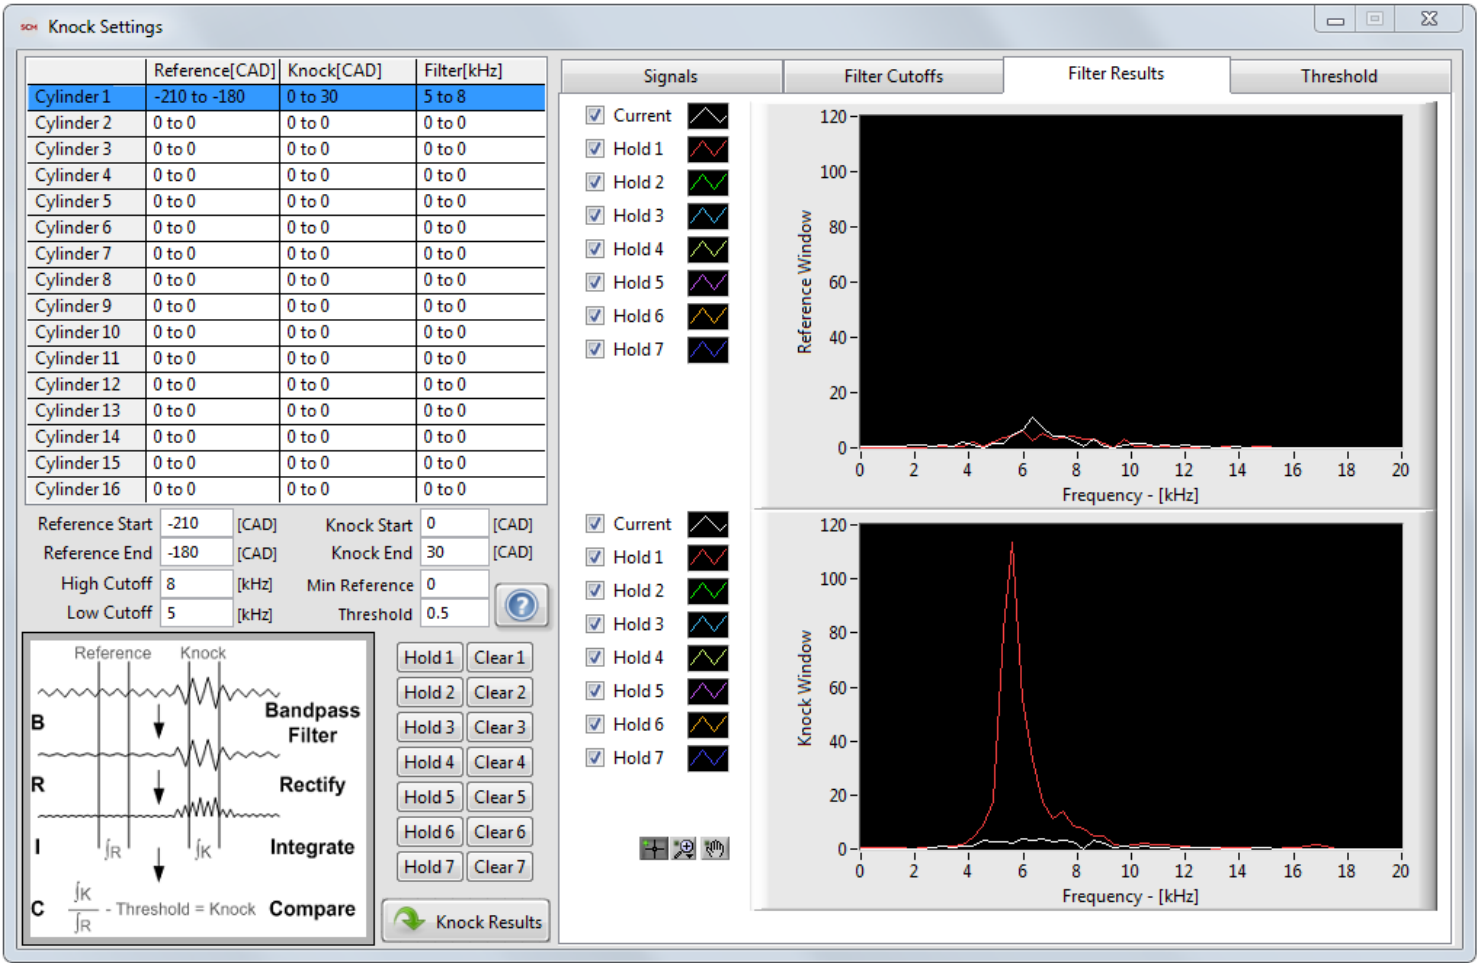 SCM Knock Settings
Reference[CAD] Knock[CAD] Filter[kHz]
Cylinder 1 -210 to -180 0 to 30 5 to 8
Cylinder 2 0 to 0 0 to 0 0 to 0
Cylinder 3 0 to 0 0 to 0 0 to 0
Cylinder 4 0 to 0 0 to 0 0 to 0
Cylinder 5 0 to 0 0 to 0 0 to 0
Cylinder 6 0 to 0 0 to 0 0 to 0
Cylinder 7 0 to 0 0 to 0 0 to 0
Cylinder 8 0 to 0 0 to 0 0 to 0
Cylinder 9 0 to 0 0 to 0 0 to 0
Cylinder 10 0 to 0 0 to 0 0 to 0
Cylinder 11 0 to 0 0 to 0 0 to 0
Cylinder 12 0 to 0 0 to 0 0 to 0
Cylinder 13 0 to 0 0 to 0 0 to 0
Cylinder 14 0 to 0 0 to 0 0 to 0
Cylinder 15 0 to 0 0 to 0 0 to 0
Cylinder 16 0 to 0 0 to 0 0 to 0
Reference Start -210 [CAD] Knock Start 0 [CAD]
Reference End -180 [CAD] Knock End 30 [CAD]
High Cutoff 8 [kHz] Min Reference 0
Low Cutoff 5 [kHz] Threshold 0.5
?
Reference Knock
B Bandpass
Filter
R Rectify
I ∫R ∫K Integrate
C ∫K/∫R - Threshold = Knock Compare
Hold 1 Clear 1
Hold 2 Clear 2
Hold 3 Clear 3
Hold 4 Clear 4
Hold 5 Clear 5
Hold 6 Clear 6
Hold 7 Clear 7
Knock Results
Signals Filter Cutoffs Filter Results Threshold
Current
Hold 1
Hold 2
Hold 3
Hold 4
Hold 5
Hold 6
Hold 7
Reference Window
120
100
80
60
40
20
0
0 2 4 6 8 10 12 14 16 18 20
Frequency - [kHz]
Current
Hold 1
Hold 2
Hold 3
Hold 4
Hold 5
Hold 6
Hold 7
Knock Window
120
100
80
60
40
20
0
0 2 4 6 8 10 12 14 16 18 20
Frequency - [kHz]